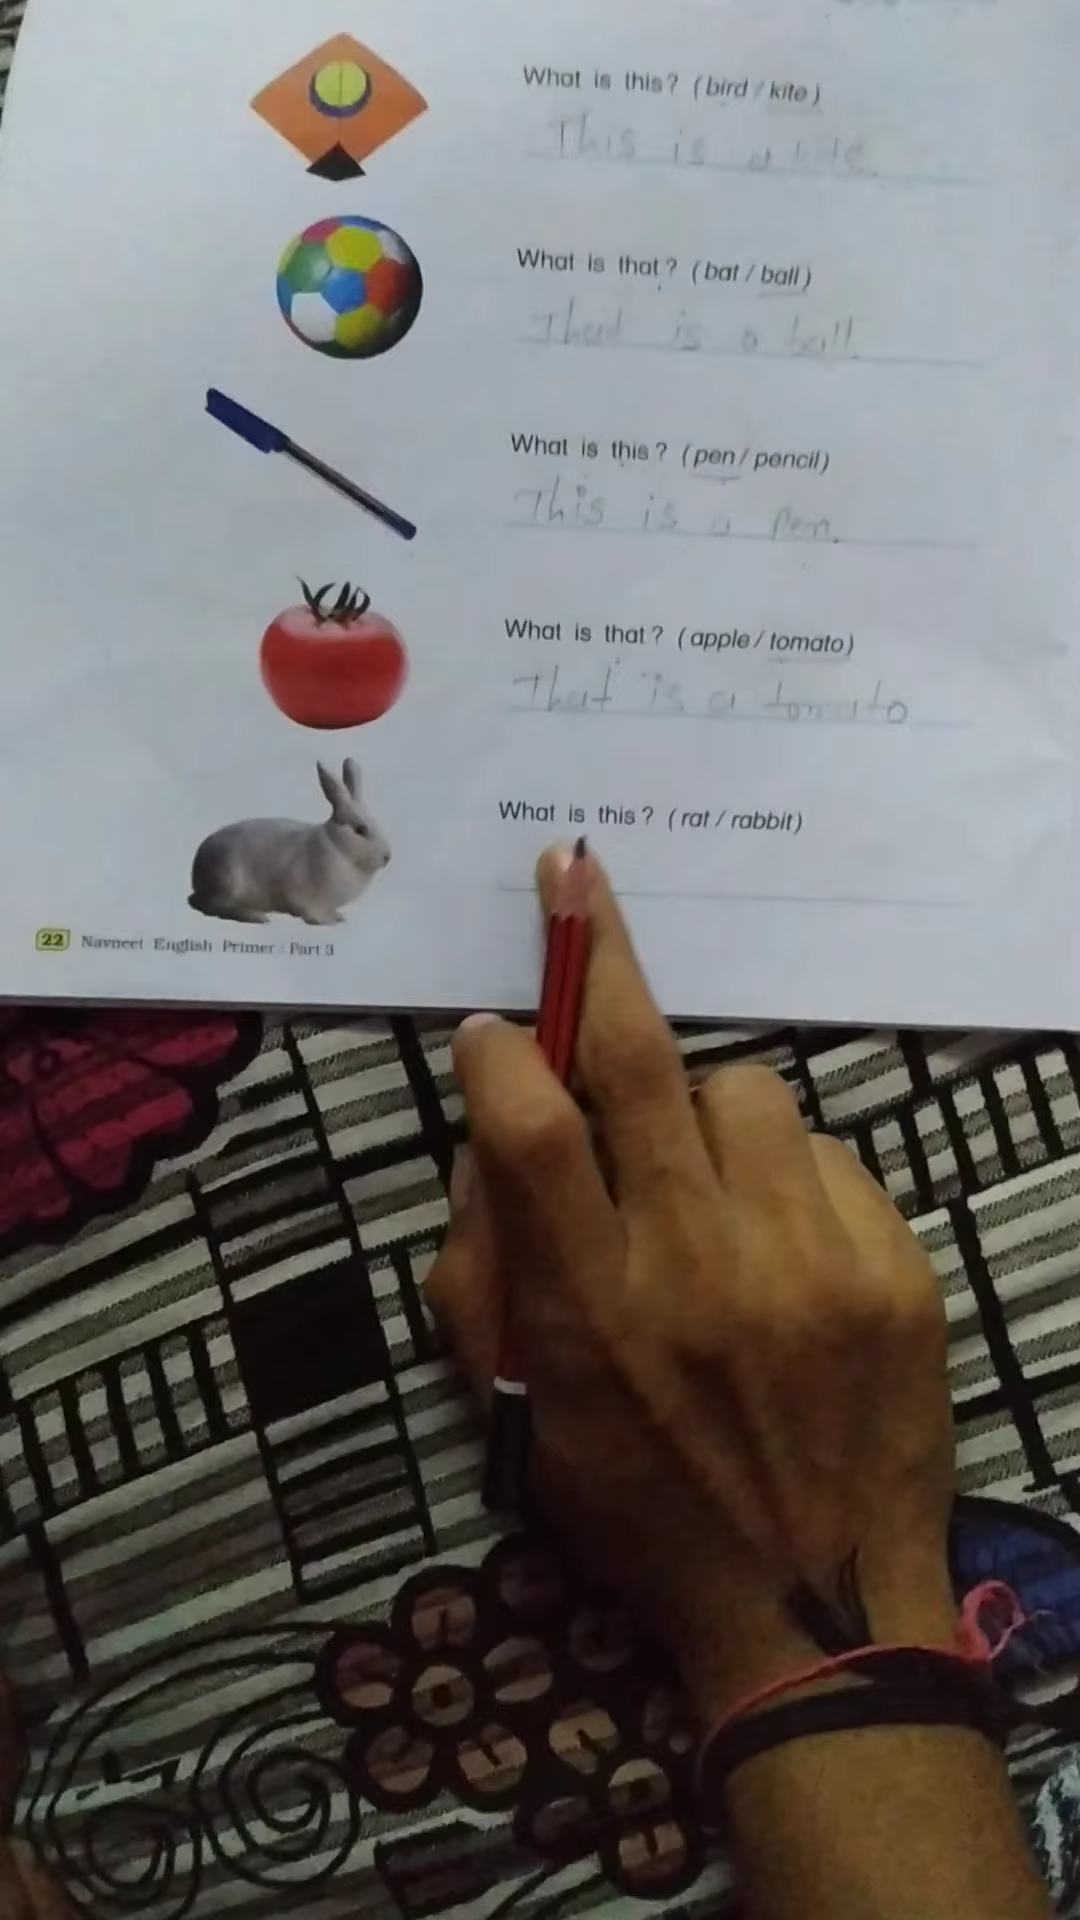 What is this? (bird / kite)
This is a kite.
What is that? (bat / ball)
That is a ball.
What is this? (pen / pencil)
This is a pen.
What is that? (apple / tomato)
That is a tomato
What is this? (rat / rabbit)
22 Navneet English Primer : Part 3